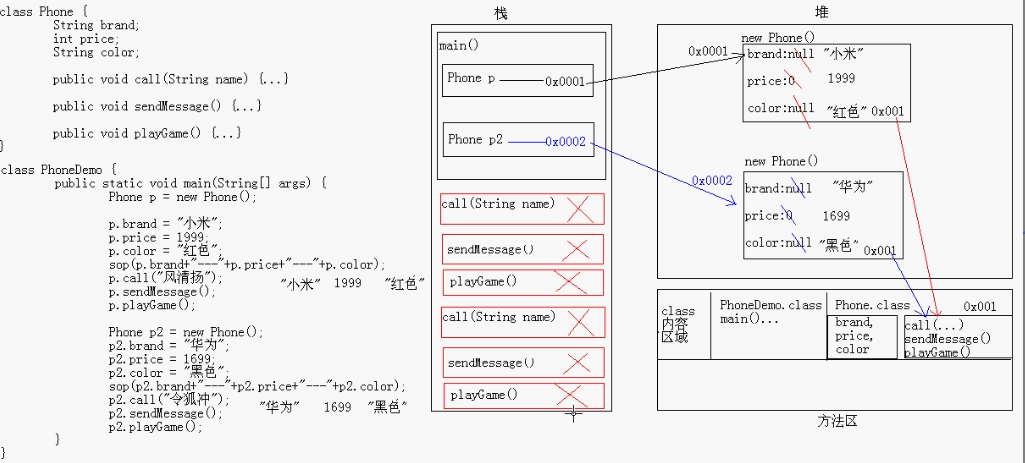 class Phone {
String brand;
int price;
String color;
public void call(String name) {...}
public void sendMessage() {...}
public void playGame() {...}
}
class PhoneDemo {
public static void main(String[] args) {
Phone p = new Phone();
p.brand = "小米";
p.price = 1999;
p.color = "红色";
sop(p.brand+"---"+p.price+"---"+p.color);
p.call("风清扬");
"小米" 1999 "红色"
p.sendMessage();
p.playGame();
Phone p2 = new Phone();
p2.brand = "华为";
p2.price = 1699;
p2.color = "黑色";
sop(p2.brand+"---"+p2.price+"---"+p2.color);
p2.call("令狐冲");
"华为" 1699 "黑色"
p2.sendMessage();
p2.playGame();
}
}
栈
main()
Phone p 0x0001
Phone p2 0x0002
call(String name)
sendMessage()
playGame()
call(String name)
sendMessage()
playGame()
堆
new Phone()
0x0001
brand:null "小米"
price:0 1999
color:null "红色" 0x001
new Phone()
0x0002
brand:null "华为"
price:0 1699
color:null "黑色" 0x001
class
内容
区域
PhoneDemo.class
main()...
Phone.class
0x001
brand,
price,
color
call(...)
sendMessage()
playGame()
方法区